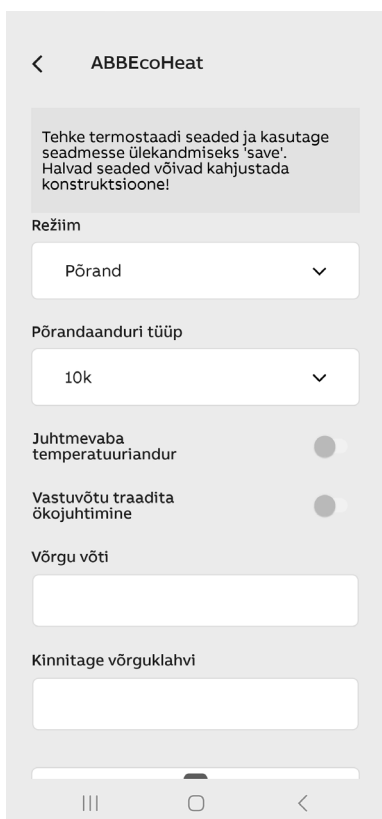 ABBEcoHeat
Tehke termostaadi seaded ja kasutage
seadmesse ülekandmiseks 'save'.
Halvad seaded võivad kahjustada
konstruktsioone!
Režiim
Põrand
Põrandaanduri tüüp
10k
Juhtmevaba
temperatuuriandur
Vastuvõtu traadita
ökojuhtimine
Võrgu võti
Kinnitage võrguklahvi